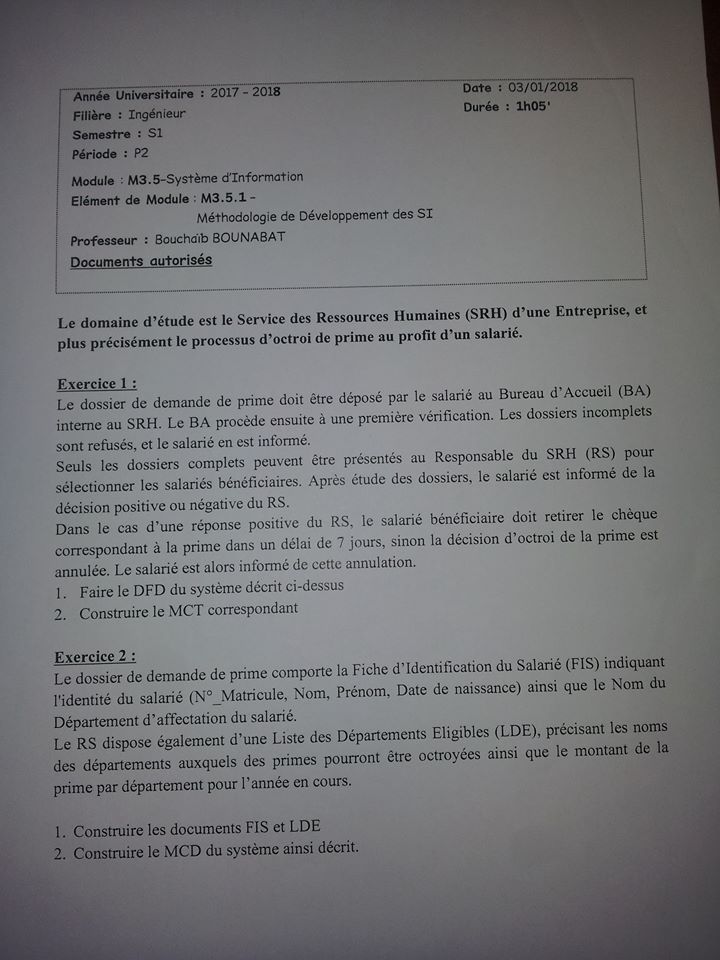 Année Universitaire : 2017 - 2018
Date : 03/01/2018
Filière : Ingénieur
Durée : 1h05'
Semestre : S1
Période : P2
Module : M3.5-Système d'Information
Elément de Module : M3.5.1 -
Méthodologie de Développement des SI
Professeur : Bouchaïb BOUNABAT
Documents autorisés
Le domaine d'étude est le Service des Ressources Humaines (SRH) d'une Entreprise, et
plus précisément le processus d'octroi de prime au profit d'un salarié.
Exercice 1 :
Le dossier de demande de prime doit être déposé par le salarié au Bureau d'Accueil (BA)
interne au SRH. Le BA procède ensuite à une première vérification. Les dossiers incomplets
sont refusés, et le salarié en est informé.
Seuls les dossiers complets peuvent être présentés au Responsable du SRH (RS) pour
sélectionner les salariés bénéficiaires. Après étude des dossiers, le salarié est informé de la
décision positive ou négative du RS.
Dans le cas d'une réponse positive du RS, le salarié bénéficiaire doit retirer le chèque
correspondant à la prime dans un délai de 7 jours, sinon la décision d'octroi de la prime est
annulée. Le salarié est alors informé de cette annulation.
1. Faire le DFD du système décrit ci-dessus
2. Construire le MCT correspondant
Exercice 2 :
Le dossier de demande de prime comporte la Fiche d'Identification du Salarié (FIS) indiquant
l'identité du salarié (N°_Matricule, Nom, Prénom, Date de naissance) ainsi que le Nom du
Département d'affectation du salarié.
Le RS dispose également d'une Liste des Départements Eligibles (LDE), précisant les noms
des départements auxquels des primes pourront être octroyées ainsi que le montant de la
prime par département pour l'année en cours.
1. Construire les documents FIS et LDE
2. Construire le MCD du système ainsi décrit.